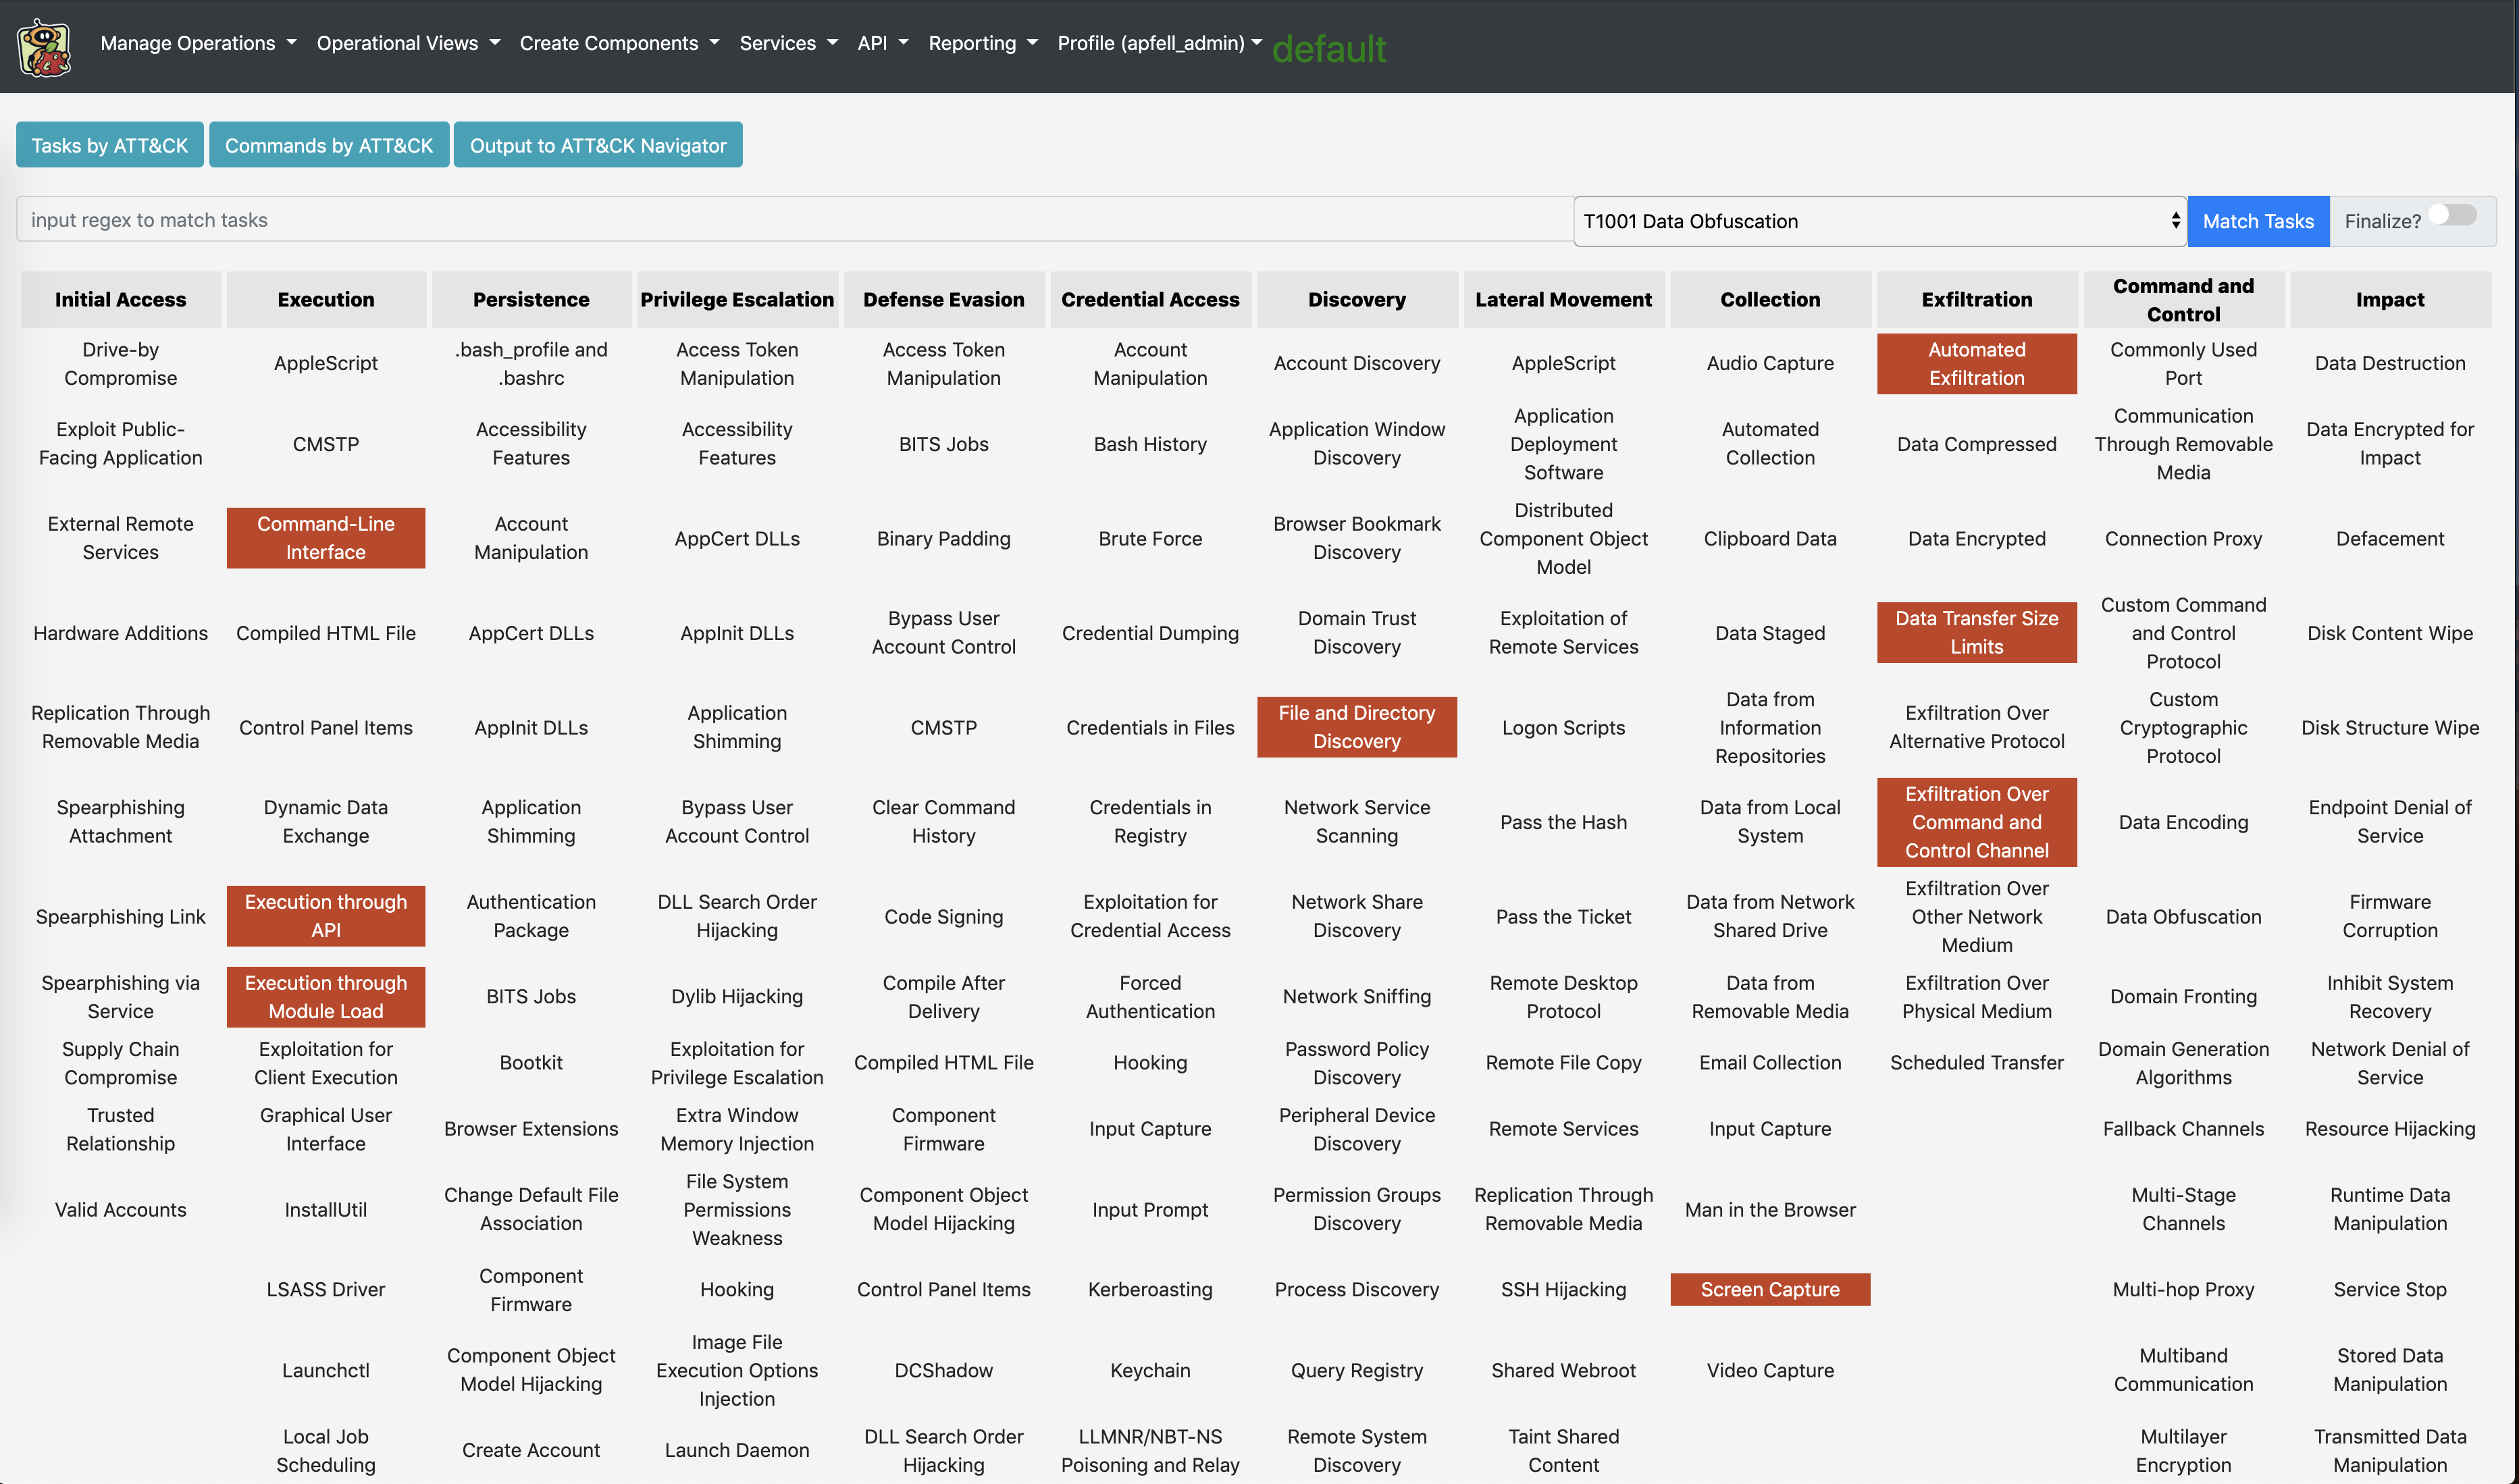 Manage Operations Operational Views Create Components Services API Reporting Profile (apfell_admin) default
Tasks by ATT&CK Commands by ATT&CK Output to ATT&CK Navigator
input regex to match tasks T1001 Data Obfuscation Match Tasks Finalize?
Initial Access
Drive-by
Compromise
Exploit Public-
Facing Application
External Remote
Services
Hardware Additions
Replication Through
Removable Media
Spearphishing
Attachment
Spearphishing Link
Spearphishing via
Service
Supply Chain
Compromise
Trusted
Relationship
Valid Accounts
Execution
AppleScript
CMSTP
Command-Line
Interface
Compiled HTML File
Control Panel Items
Dynamic Data
Exchange
Execution through
API
Execution through
Module Load
Exploitation for
Client Execution
Graphical User
Interface
InstallUtil
LSASS Driver
Launchctl
Local Job
Scheduling
Persistence
.bash_profile and
.bashrc
Accessibility
Features
Account
Manipulation
AppCert DLLs
AppInit DLLs
Application
Shimming
Authentication
Package
BITS Jobs
Bootkit
Browser Extensions
Change Default File
Association
Component
Firmware
Component Object
Model Hijacking
Create Account
Privilege Escalation
Access Token
Manipulation
Accessibility
Features
AppCert DLLs
AppInit DLLs
Application
Shimming
Bypass User
Account Control
DLL Search Order
Hijacking
Dylib Hijacking
Exploitation for
Privilege Escalation
Extra Window
Memory Injection
File System
Permissions
Weakness
Hooking
Image File
Execution Options
Injection
Launch Daemon
Defense Evasion
Access Token
Manipulation
BITS Jobs
Binary Padding
Bypass User
Account Control
CMSTP
Clear Command
History
Code Signing
Compile After
Delivery
Compiled HTML File
Component
Firmware
Component Object
Model Hijacking
Control Panel Items
DCShadow
DLL Search Order
Hijacking
Credential Access
Account
Manipulation
Bash History
Brute Force
Credential Dumping
Credentials in Files
Credentials in
Registry
Exploitation for
Credential Access
Forced
Authentication
Hooking
Input Capture
Input Prompt
Kerberoasting
Keychain
LLMNR/NBT-NS
Poisoning and Relay
Discovery
Account Discovery
Application Window
Discovery
Browser Bookmark
Discovery
Domain Trust
Discovery
File and Directory
Discovery
Network Service
Scanning
Network Share
Discovery
Network Sniffing
Password Policy
Discovery
Peripheral Device
Discovery
Permission Groups
Discovery
Process Discovery
Query Registry
Remote System
Discovery
Lateral Movement
AppleScript
Application
Deployment
Software
Distributed
Component Object
Model
Exploitation of
Remote Services
Logon Scripts
Pass the Hash
Pass the Ticket
Remote Desktop
Protocol
Remote File Copy
Remote Services
Replication Through
Removable Media
SSH Hijacking
Shared Webroot
Taint Shared
Content
Collection
Audio Capture
Automated
Collection
Clipboard Data
Data Staged
Data from
Information
Repositories
Data from Local
System
Data from Network
Shared Drive
Data from
Removable Media
Email Collection
Input Capture
Man in the Browser
Screen Capture
Video Capture
Exfiltration
Automated
Exfiltration
Data Compressed
Data Encrypted
Data Transfer Size
Limits
Exfiltration Over
Alternative Protocol
Exfiltration Over
Command and
Control Channel
Exfiltration Over
Other Network
Medium
Exfiltration Over
Physical Medium
Scheduled Transfer
Command and
Control
Commonly Used
Port
Communication
Through Removable
Media
Connection Proxy
Custom Command
and Control
Protocol
Custom
Cryptographic
Protocol
Data Encoding
Data Obfuscation
Domain Fronting
Domain Generation
Algorithms
Fallback Channels
Multi-Stage
Channels
Multi-hop Proxy
Multiband
Communication
Multilayer
Encryption
Impact
Data Destruction
Data Encrypted for
Impact
Defacement
Disk Content Wipe
Disk Structure Wipe
Endpoint Denial of
Service
Firmware
Corruption
Inhibit System
Recovery
Network Denial of
Service
Resource Hijacking
Runtime Data
Manipulation
Service Stop
Stored Data
Manipulation
Transmitted Data
Manipulation